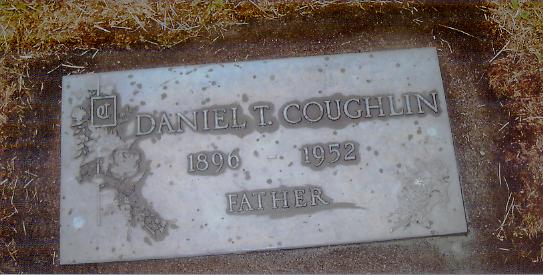 C
DANIEL T. COUGHLIN
1896 - 1952
FATHER